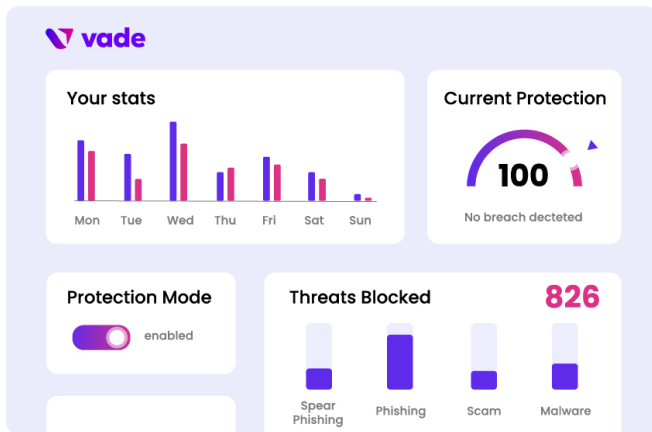 vade
Your stats
Mon Tue Wed Thu Fri Sat Sun
Current Protection
100
No breach decteted
Protection Mode
enabled
Threats Blocked
826
Spear
Phishing
Phishing
Scam
Malware